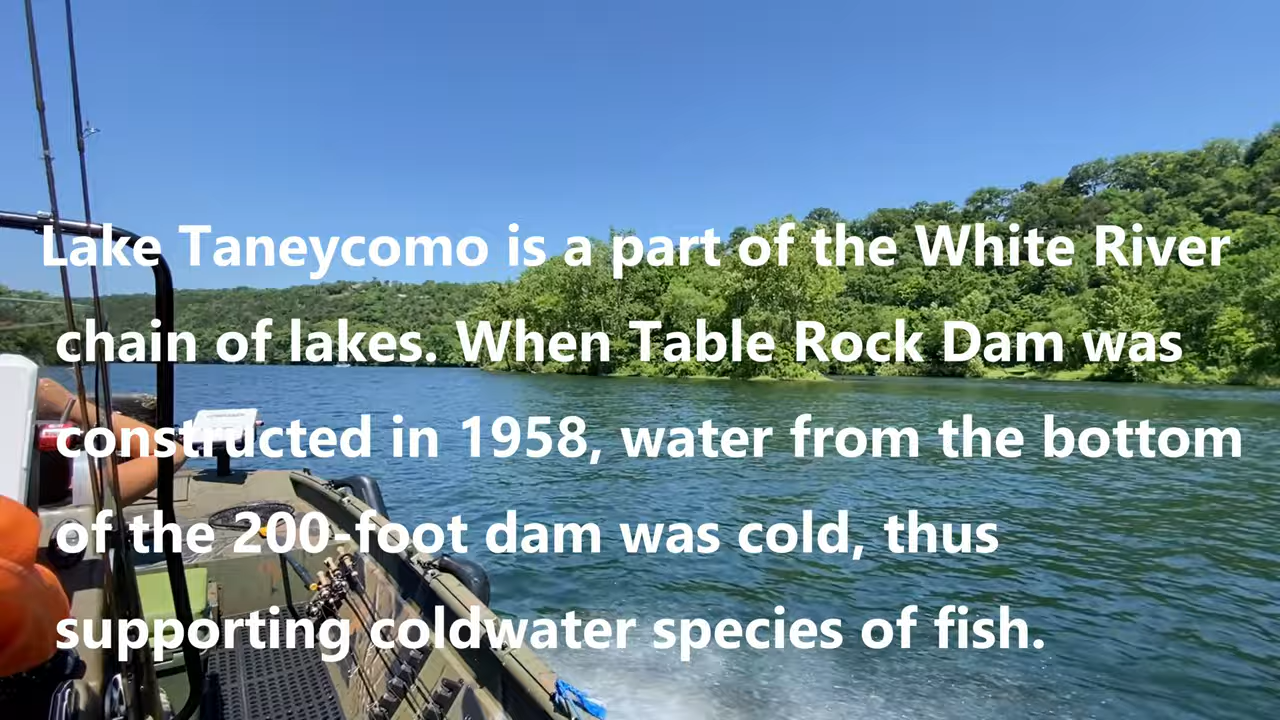 Lake Taneycomo is a part of the White River
chain of lakes. When Table Rock Dam was
constructed in 1958, water from the bottom
of the 200-foot dam was cold, thus
supporting coldwater species of fish.